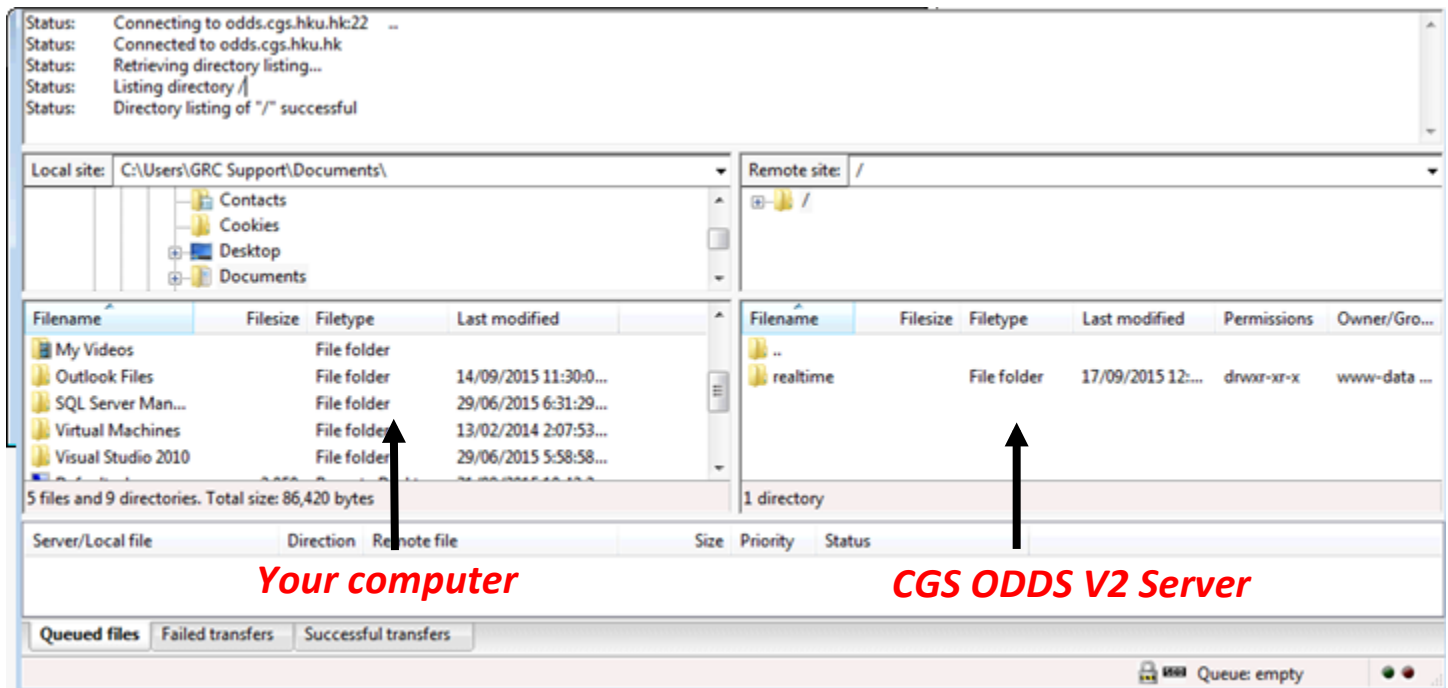 Status: Connecting to odds.cgs.hku.hk:22 ..
Status: Connected to odds.cgs.hku.hk
Status: Retrieving directory listing...
Status: Listing directory /
Status: Directory listing of "/" successful
Local site: C:\Users\GRC Support\Documents\
Contacts
Cookies
Desktop
Documents
Remote site: /
/
Filename Filesize Filetype Last modified
My Videos File folder
Outlook Files File folder 14/09/2015 11:30:0...
SQL Server Man... File folder 29/06/2015 6:31:29...
Virtual Machines File folder 13/02/2014 2:07:53...
Visual Studio 2010 File folder 29/06/2015 5:58:58...
5 files and 9 directories. Total size: 86,420 bytes
Filename Filesize Filetype Last modified Permissions Owner/Gro...
..
realtime File folder 17/09/2015 12:... drwxr-xr-x www-data ...
1 directory
Server/Local file Direction Remote file Size Priority Status
Your computer
CGS ODDS V2 Server
Queued files Failed transfers Successful transfers
Queue: empty